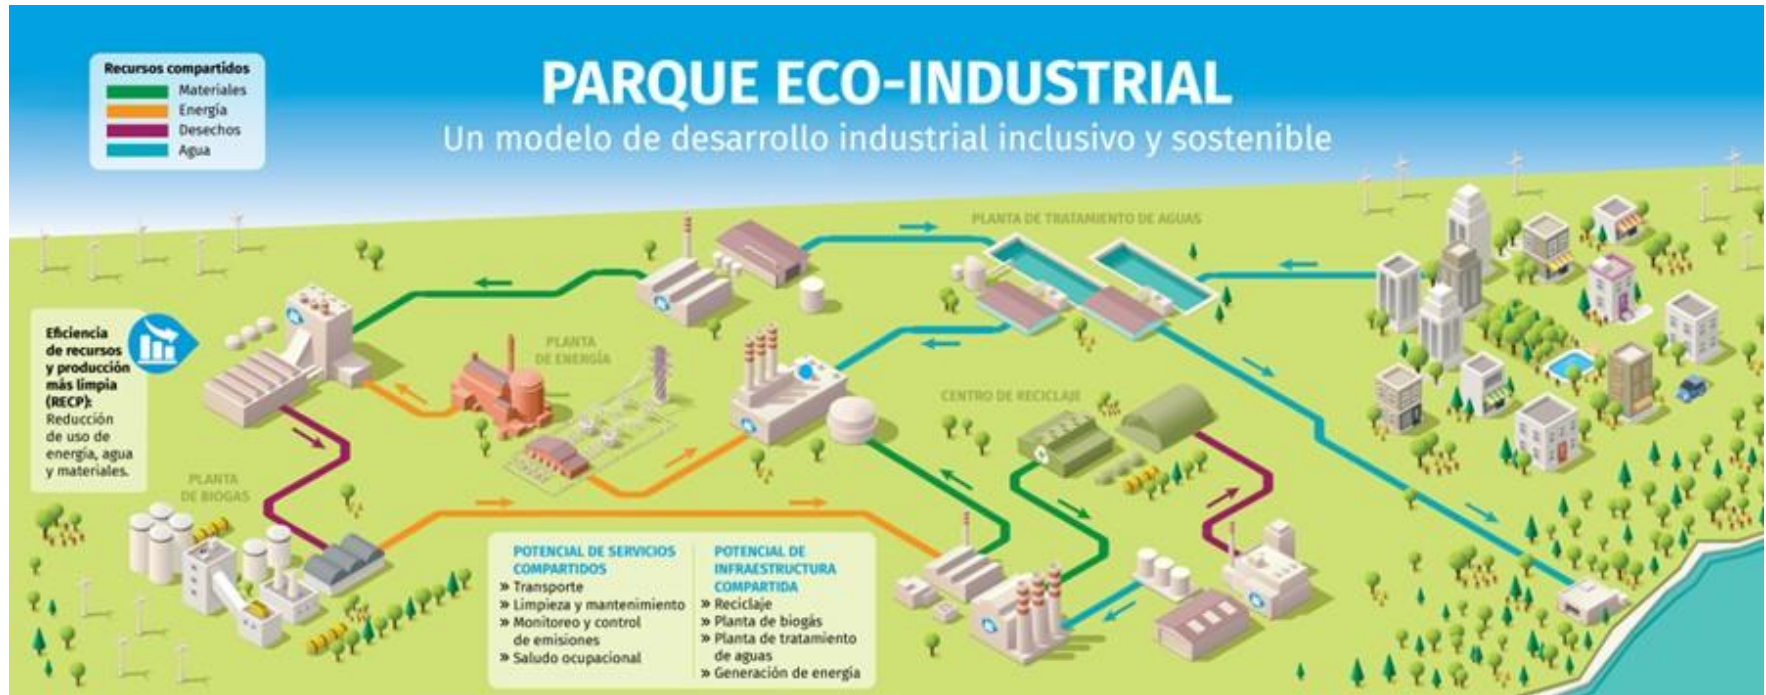 Recursos compartidos
Materiales
Energía
Desechos
Agua
PARQUE ECO-INDUSTRIAL
Un modelo de desarrollo industrial inclusivo y sostenible
PLANTA DE TRATAMIENTO DE AGUAS
Eficiencia
de recursos
y producción
más limpia
(RECP):
Reducción
de uso de
energía, agua
y materiales.
PLANTA
DE ENERGÍA
CENTRO DE RECICLAJE
PLANTA
DE BIOGAS
POTENCIAL DE SERVICIOS
COMPARTIDOS
» Transporte
» Limpieza y mantenimiento
» Monitoreo y control
de emisiones
» Saludo ocupacional
POTENCIAL DE
INFRAESTRUCTURA
COMPARTIDA
» Reciclaje
» Planta de biogás
» Planta de tratamiento
de aguas
» Generación de energía